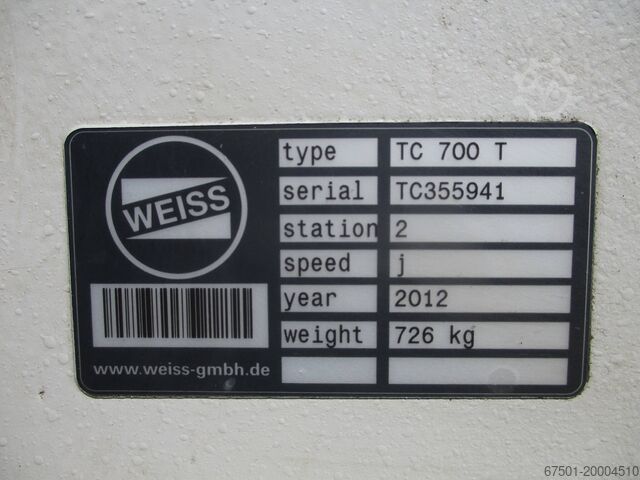 WEISS
www.weiss-gmbh.de
type TC 700 T
serial TC355941
station 2
speed j
year 2012
weight 726 kg
67501-20004510